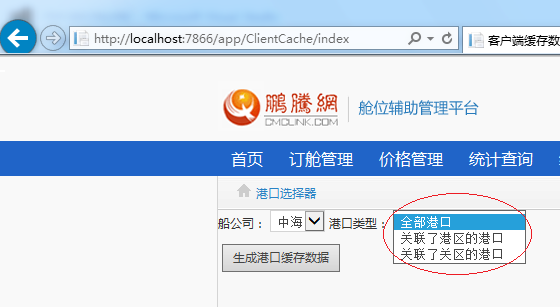 http://localhost:7866/app/ClientCache/index
客户端缓存数
鹏腾網
CMCLINK.COM
舱位辅助管理平台
首页 订舱管理 价格管理 统计查询
港口选择器
船公司： 中海 港口类型： 全部港口
关联了港区的港口
关联了关区的港口
生成港口缓存数据